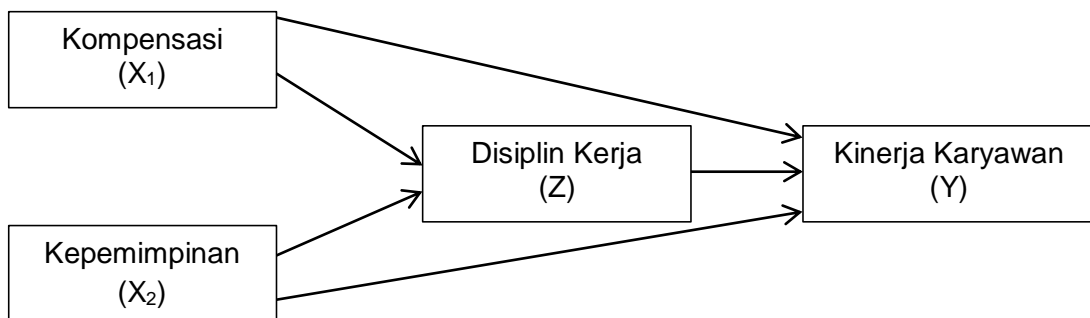 Kompensasi
(X₁)
Disiplin Kerja
(Z)
Kinerja Karyawan
(Y)
Kepemimpinan
(X₂)